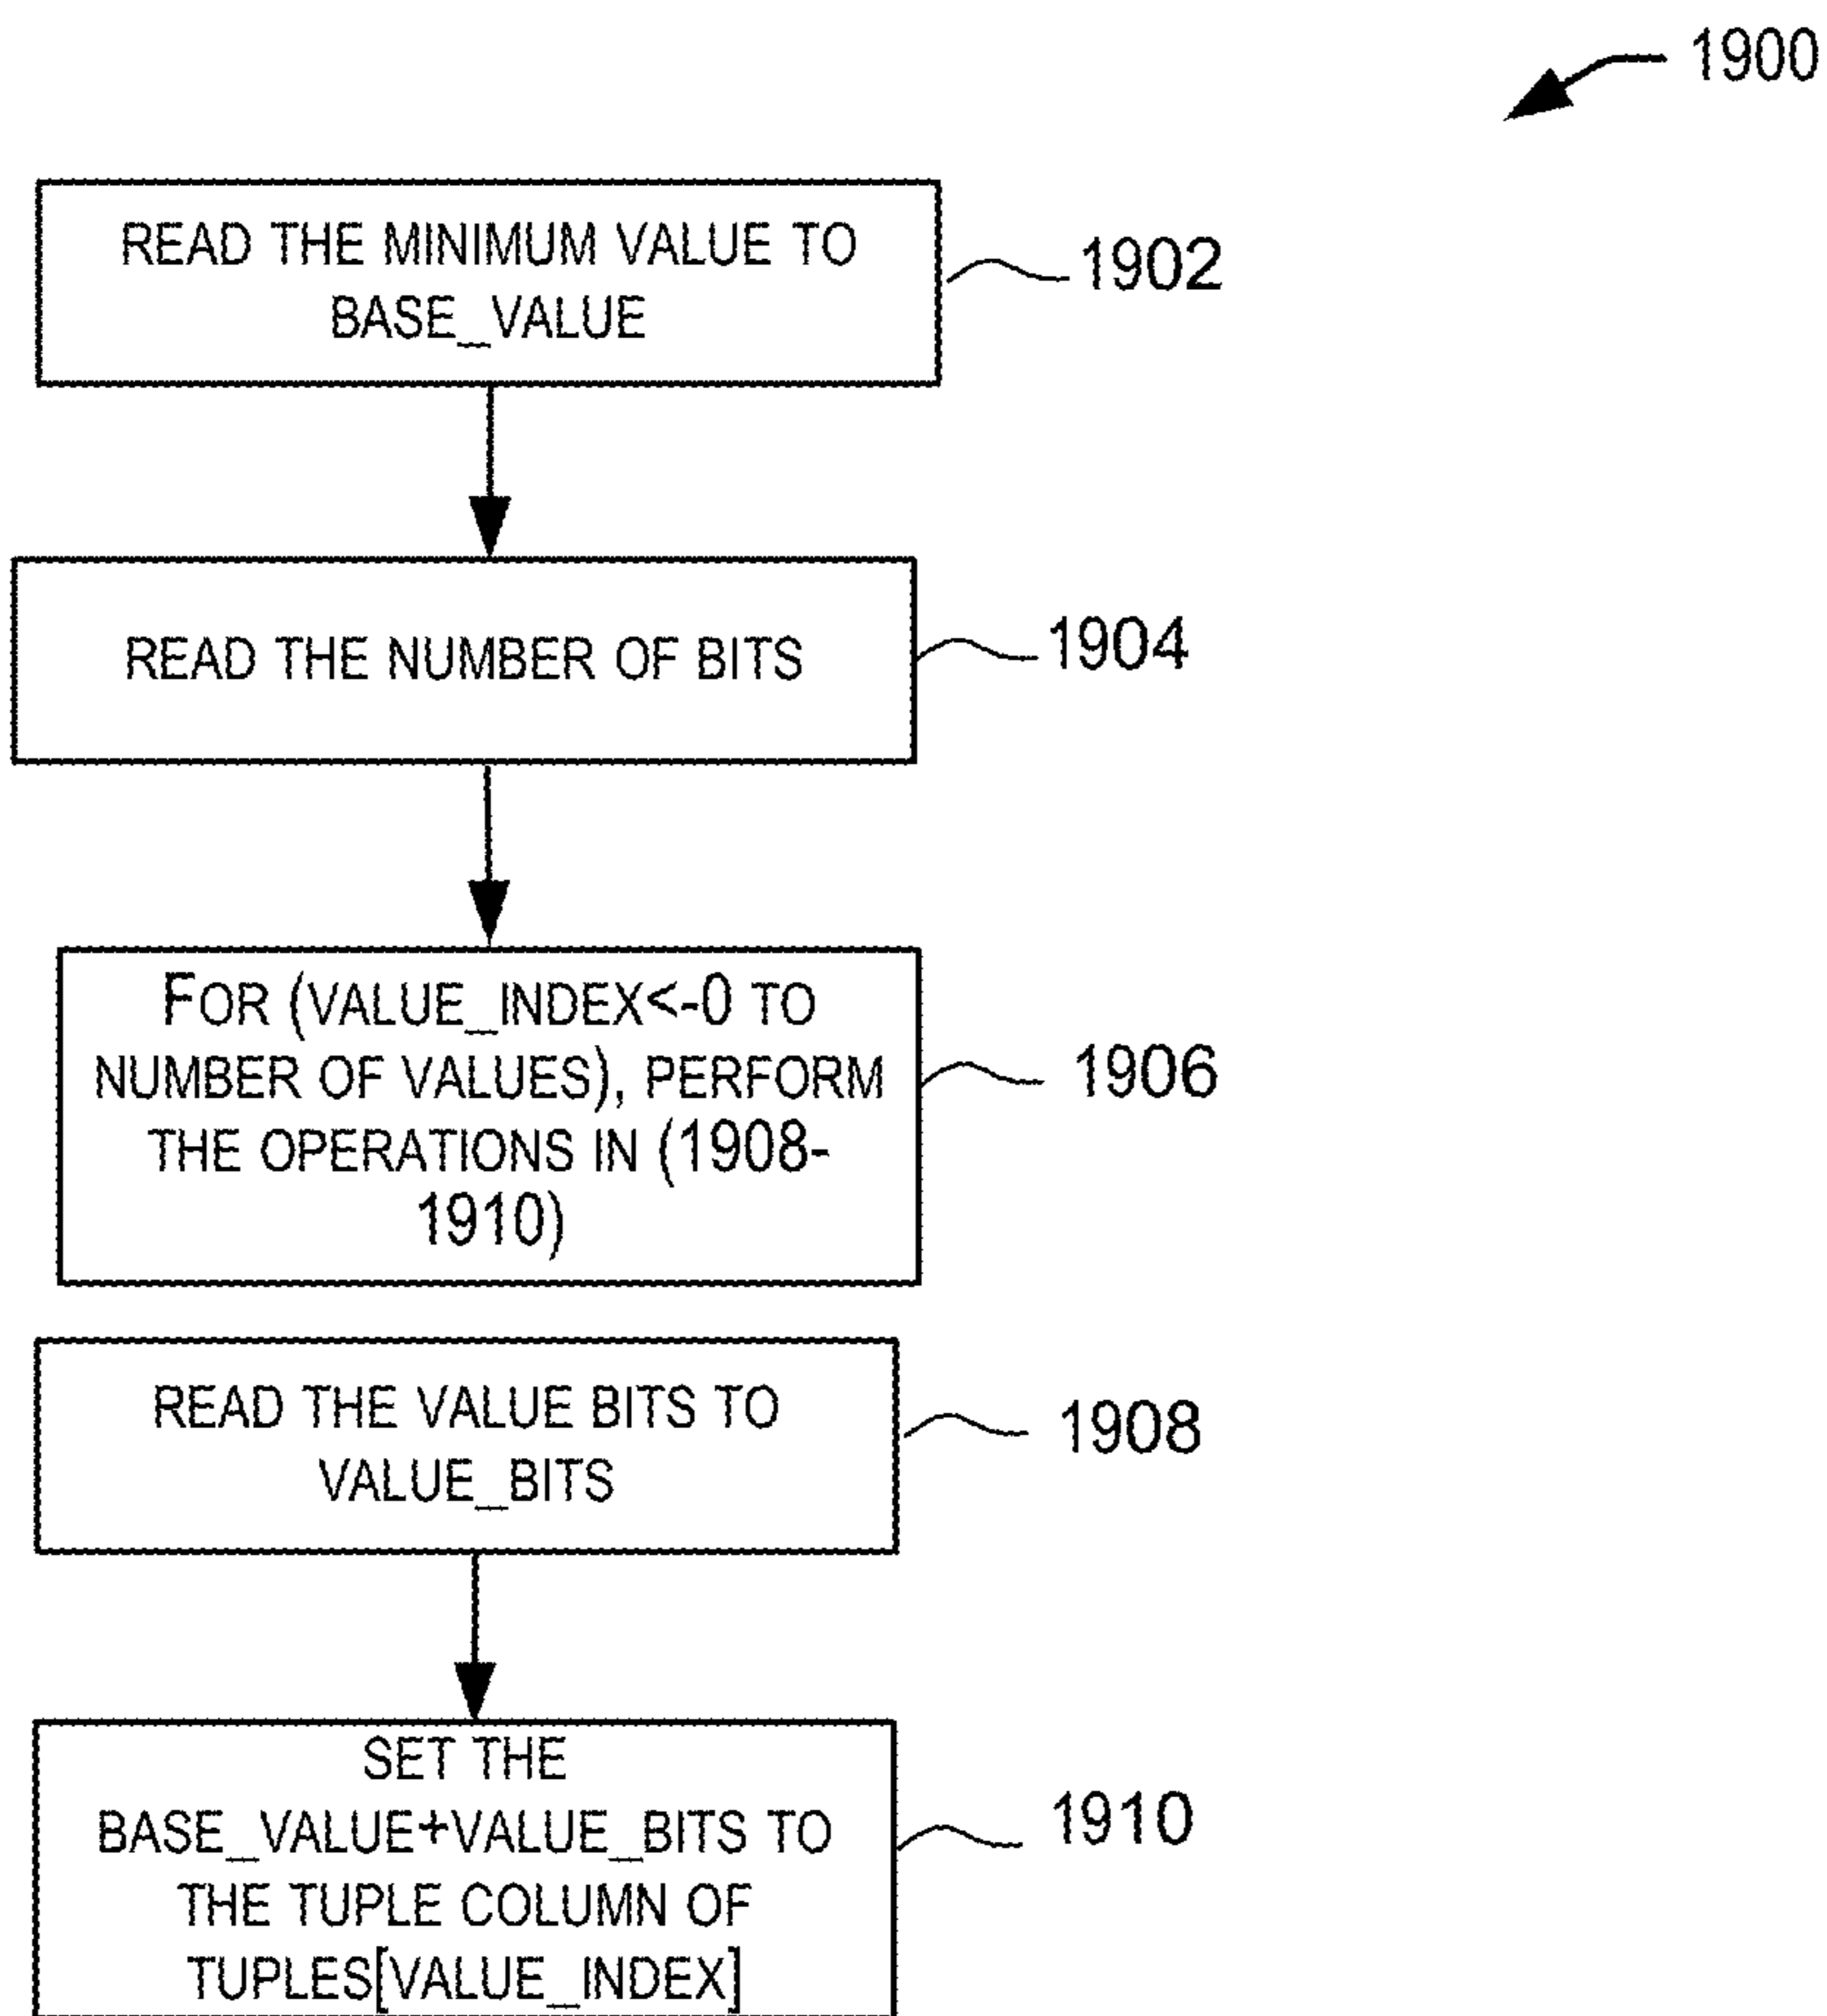 1900
READ THE MINIMUM VALUE TO
BASE_VALUE
1902
READ THE NUMBER OF BITS
1904
FOR (VALUE_INDEX<-0 TO
NUMBER OF VALUES), PERFORM
THE OPERATIONS IN (1908-
1910)
1906
READ THE VALUE BITS TO
VALUE_BITS
1908
SET THE
BASE_VALUE+VALUE_BITS TO
THE TUPLE COLUMN OF
TUPLES[VALUE_INDEX]
1910